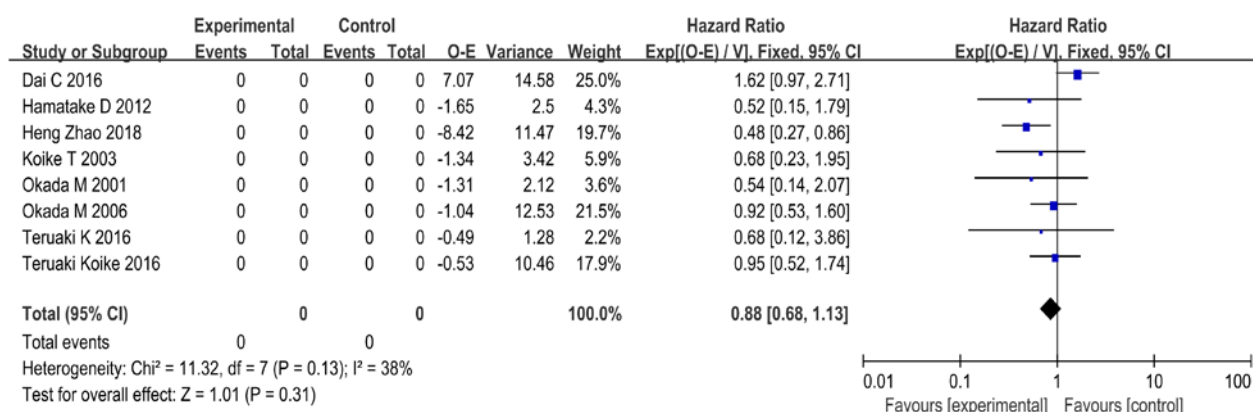 Experimental Control Hazard Ratio Hazard Ratio
Study or Subgroup Events Total Events Total O-E Variance Weight Exp[(O-E) / V], Fixed, 95% CI Exp[(O-E) / V], Fixed, 95% CI
Dai C 2016 0 0 0 0 7.07 14.58 25.0% 1.62 [0.97, 2.71]
Hamatake D 2012 0 0 0 0 -1.65 2.5 4.3% 0.52 [0.15, 1.79]
Heng Zhao 2018 0 0 0 0 -8.42 11.47 19.7% 0.48 [0.27, 0.86]
Koike T 2003 0 0 0 0 -1.34 3.42 5.9% 0.68 [0.23, 1.95]
Okada M 2001 0 0 0 0 -1.31 2.12 3.6% 0.54 [0.14, 2.07]
Okada M 2006 0 0 0 0 -1.04 12.53 21.5% 0.92 [0.53, 1.60]
Teruaki K 2016 0 0 0 0 -0.49 1.28 2.2% 0.68 [0.12, 3.86]
Teruaki Koike 2016 0 0 0 0 -0.53 10.46 17.9% 0.95 [0.52, 1.74]
Total (95% CI) 0 0 100.0% 0.88 [0.68, 1.13]
Total events 0 0
Heterogeneity: Chi² = 11.32, df = 7 (P = 0.13); I² = 38%
Test for overall effect: Z = 1.01 (P = 0.31)
0.01 0.1 1 10 100
Favours [experimental] Favours [control]